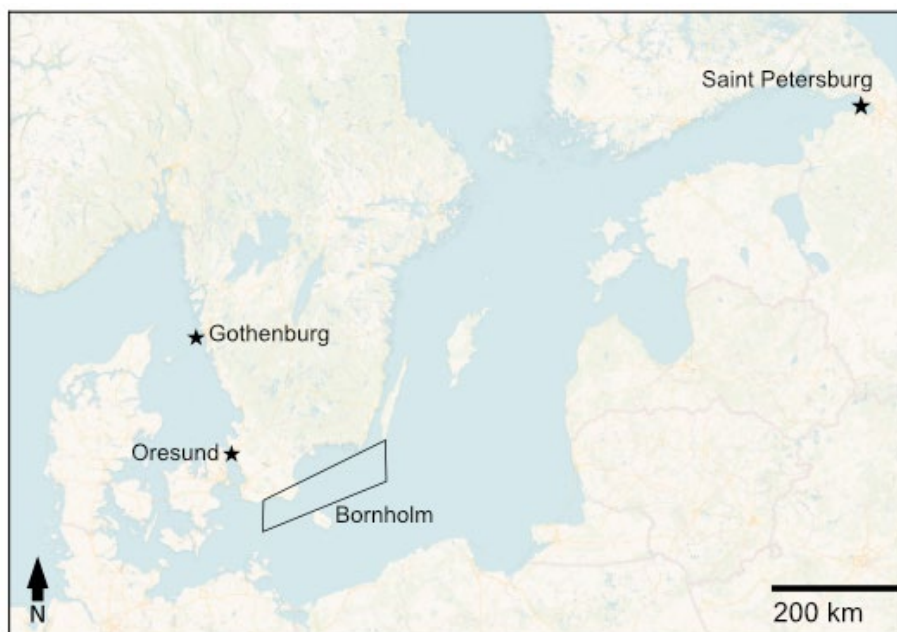 Saint Petersburg
Gothenburg
Oresund
Bornholm
N
200 km